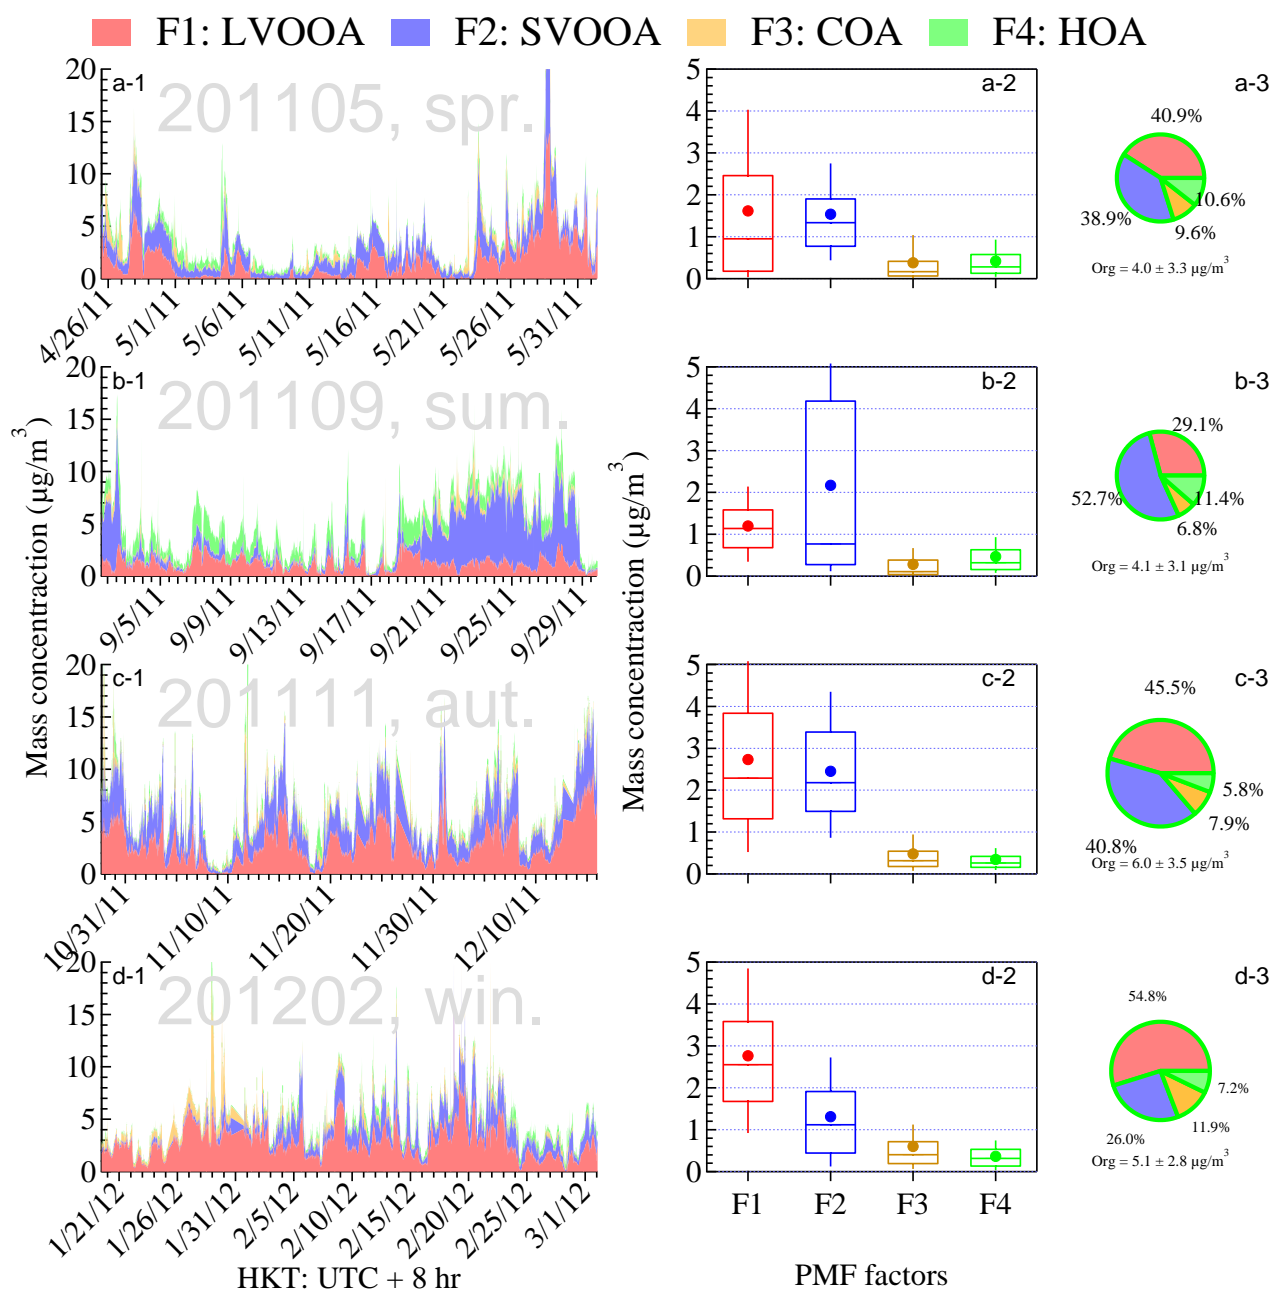 F1: LVOOA F2: SVOOA F3: COA F4: HOA
Mass concentration (µg/m3)
Mass concentration (µg/m3)
a-1
201105, spr.
20
15
10
5
0
4/26/11 5/1/11 5/6/11 5/11/11 5/16/11 5/21/11 5/26/11 5/31/11
a-2
5
4
3
2
1
0
a-3
40.9%
10.6%
38.9%
9.6%
Org = 4.0 ± 3.3 µg/m3
b-1
201109, sum.
20
15
10
5
0
9/5/11 9/9/11 9/13/11 9/17/11 9/21/11 9/25/11 9/29/11
b-2
5
4
3
2
1
0
b-3
29.1%
52.7%
11.4%
6.8%
Org = 4.1 ± 3.1 µg/m3
c-1
201111, aut.
20
15
10
5
0
10/31/11 11/10/11 11/20/11 11/30/11 12/10/11
c-2
5
4
3
2
1
0
c-3
45.5%
5.8%
7.9%
40.8%
Org = 6.0 ± 3.5 µg/m3
d-1
201202, win.
20
15
10
5
0
1/21/12 1/26/12 1/31/12 2/5/12 2/10/12 2/15/12 2/20/12 2/25/12 3/1/12
HKT: UTC + 8 hr
d-2
5
4
3
2
1
0
F1 F2 F3 F4
PMF factors
d-3
54.8%
7.2%
11.9%
26.0%
Org = 5.1 ± 2.8 µg/m3